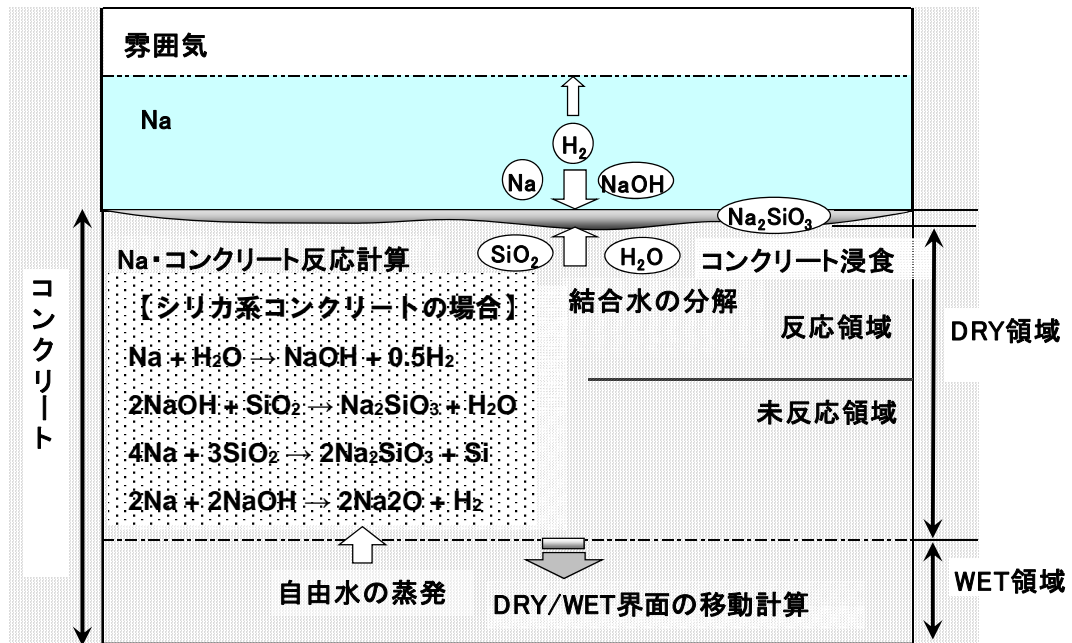 雰囲気
Na
H₂
Na
NaOH
Na₂SiO₃
SiO₂
H₂O
コンクリート浸食
Na・コンクリート反応計算
結合水の分解
【シリカ系コンクリートの場合】
Na + H₂O → NaOH + 0.5H₂
2NaOH + SiO₂ → Na₂SiO₃ + H₂O
4Na + 3SiO₂ → 2Na₂SiO₃ + Si
2Na + 2NaOH → 2Na2O + H₂
反応領域
未反応領域
DRY領域
コンクリート
自由水の蒸発
DRY/WET界面の移動計算
WET領域